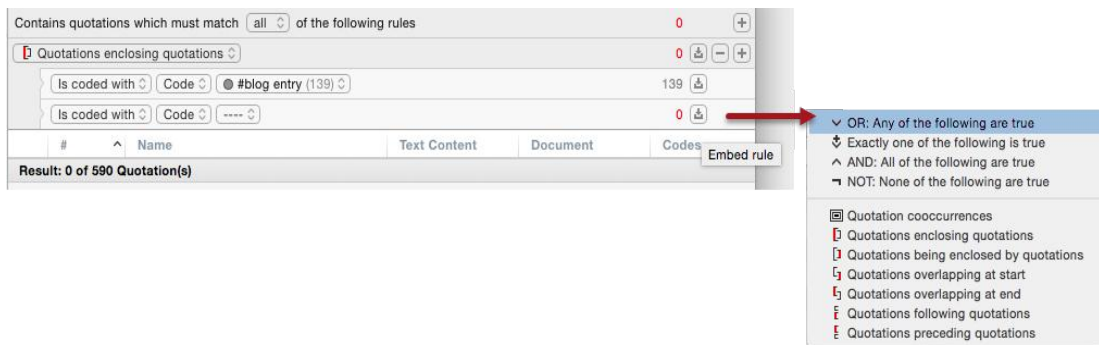 Contains quotations which must match all of the following rules 0
Quotations enclosing quotations 0
Is coded with Code #blog entry (139) 139
Is coded with Code ---- 0
# Name Text Content Document Codes
Embed rule
Result: 0 of 590 Quotation(s)
OR: Any of the following are true
Exactly one of the following is true
AND: All of the following are true
NOT: None of the following are true
Quotation cooccurrences
Quotations enclosing quotations
Quotations being enclosed by quotations
Quotations overlapping at start
Quotations overlapping at end
Quotations following quotations
Quotations preceding quotations